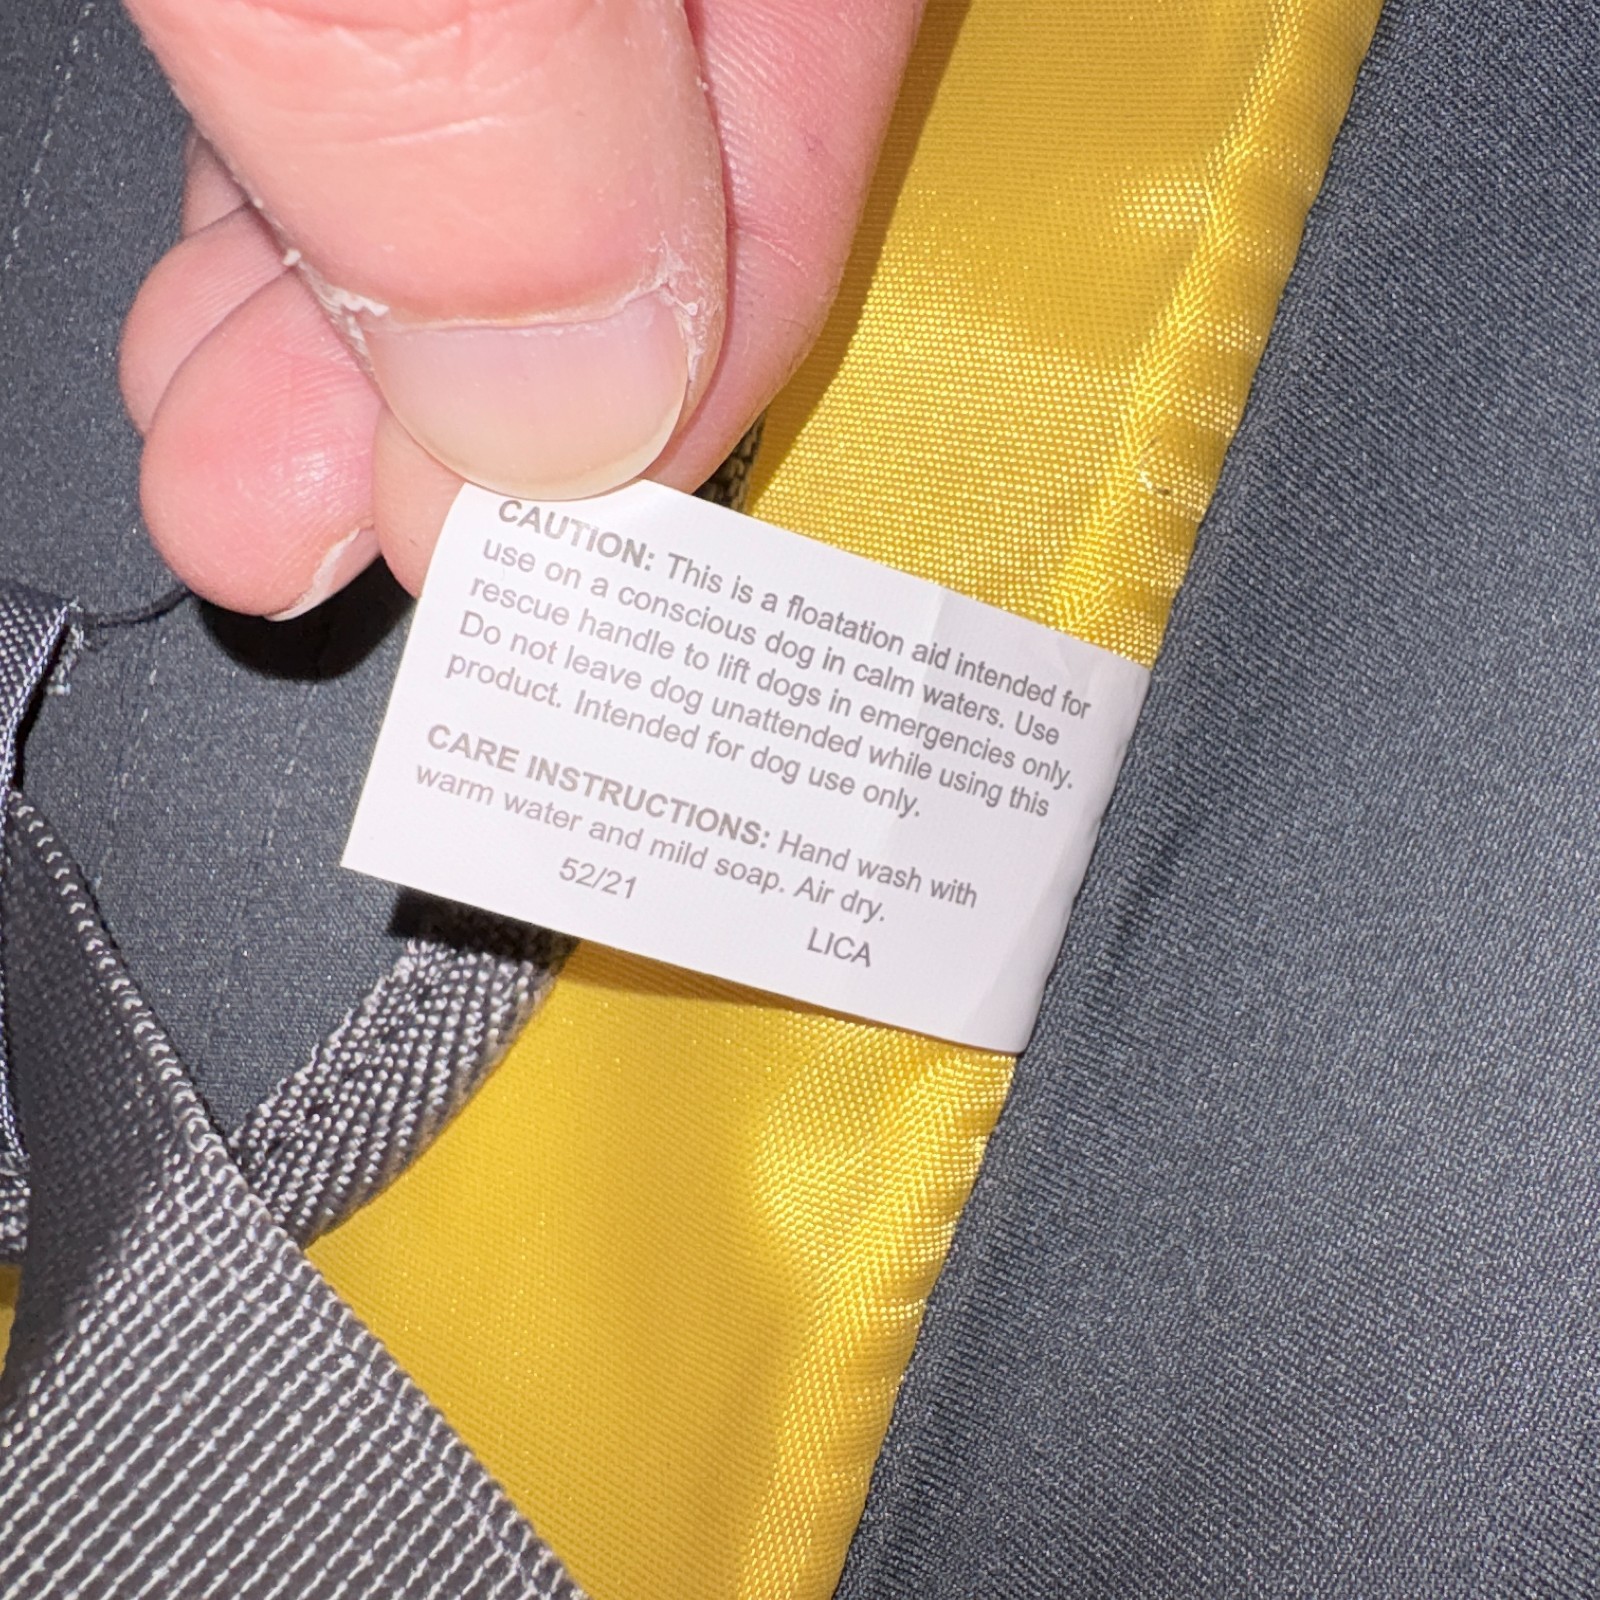 CAUTION: This is a floatation aid intended for
use on a conscious dog in calm waters. Use
rescue handle to lift dogs in emergencies only.
Do not leave dog unattended while using this
product. Intended for dog use only.
CARE INSTRUCTIONS: Hand wash with
warm water and mild soap. Air dry.
52/21
LICA